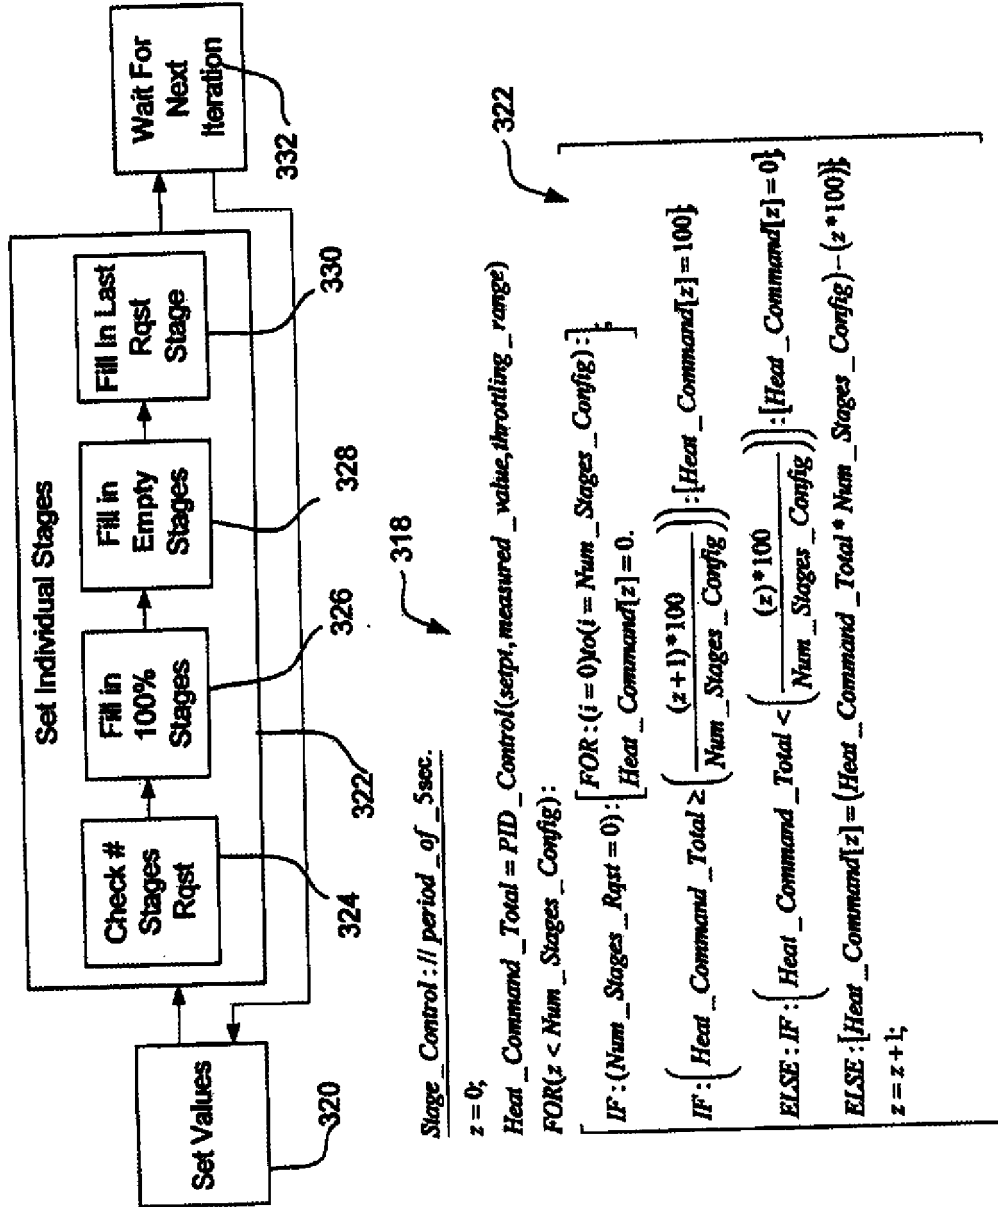 Set Values
320
Set Individual Stages
Check #
Stages
Rqst
324
Fill in
100%
Stages
326
Fill in
Empty
Stages
328
Fill In Last
Rqst
Stage
330
322
Wait For
Next
Iteration
332
318
Stage_Control : // period_of_5sec.
z = 0;
Heat_Command_Total = PID_Control(setpt, measured_value, throttling_range)
FOR(z < Num_Stages_Config) :
322
IF : (Num_Stages_Rqst = 0) : [FOR : (i = 0)to(i = Num_Stages_Config) :
Heat_Command[z] = 0. ];
IF : (Heat_Command_Total ≥ ((z+1)*100 / Num_Stages_Config)) : [Heat_Command[z] = 100];
ELSE : IF : (Heat_Command_Total < ((z)*100 / Num_Stages_Config)) : [Heat_Command[z] = 0];
ELSE : [Heat_Command[z] = (Heat_Command_Total * Num_Stages_Config) - (z * 100)];
z = z + 1;